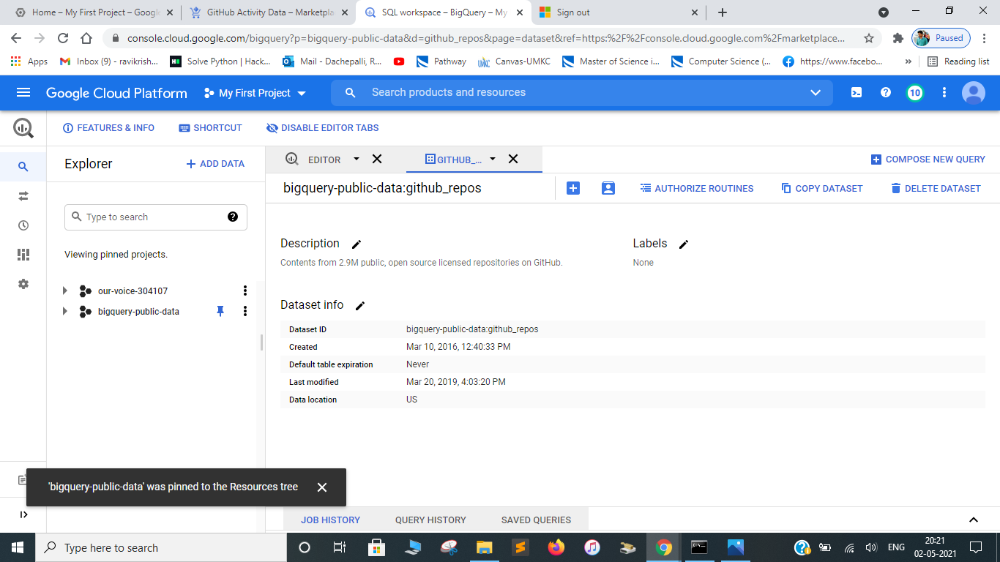 Home – My First Project – Googl
GitHub Activity Data – Marketpla
SQL workspace – BigQuery – My
Sign out
console.cloud.google.com/bigquery?p=bigquery-public-data&d=github_repos&page=dataset&ref=https:%2F%2Fconsole.cloud.google.com%2Fmarketplace...
Paused
Apps
Inbox (9) - ravikrish...
Solve Python | Hack...
Mail - Dachepalli, R...
Pathway
Canvas-UMKC
Master of Science i...
Computer Science (...
https://www.facebo...
»
Reading list
Google Cloud Platform
My First Project
Search products and resources
10
FEATURES & INFO
SHORTCUT
DISABLE EDITOR TABS
Explorer
ADD DATA
EDITOR
GITHUB_...
COMPOSE NEW QUERY
bigquery-public-data:github_repos
AUTHORIZE ROUTINES
COPY DATASET
DELETE DATASET
Type to search
Viewing pinned projects.
our-voice-304107
bigquery-public-data
Description
Contents from 2.9M public, open source licensed repositories on GitHub.
Labels
None
Dataset info
Dataset ID bigquery-public-data:github_repos
Created Mar 10, 2016, 12:40:33 PM
Default table expiration Never
Last modified Mar 20, 2019, 4:03:20 PM
Data location US
'bigquery-public-data' was pinned to the Resources tree
JOB HISTORY
QUERY HISTORY
SAVED QUERIES
Type here to search
ENG
20:21
02-05-2021